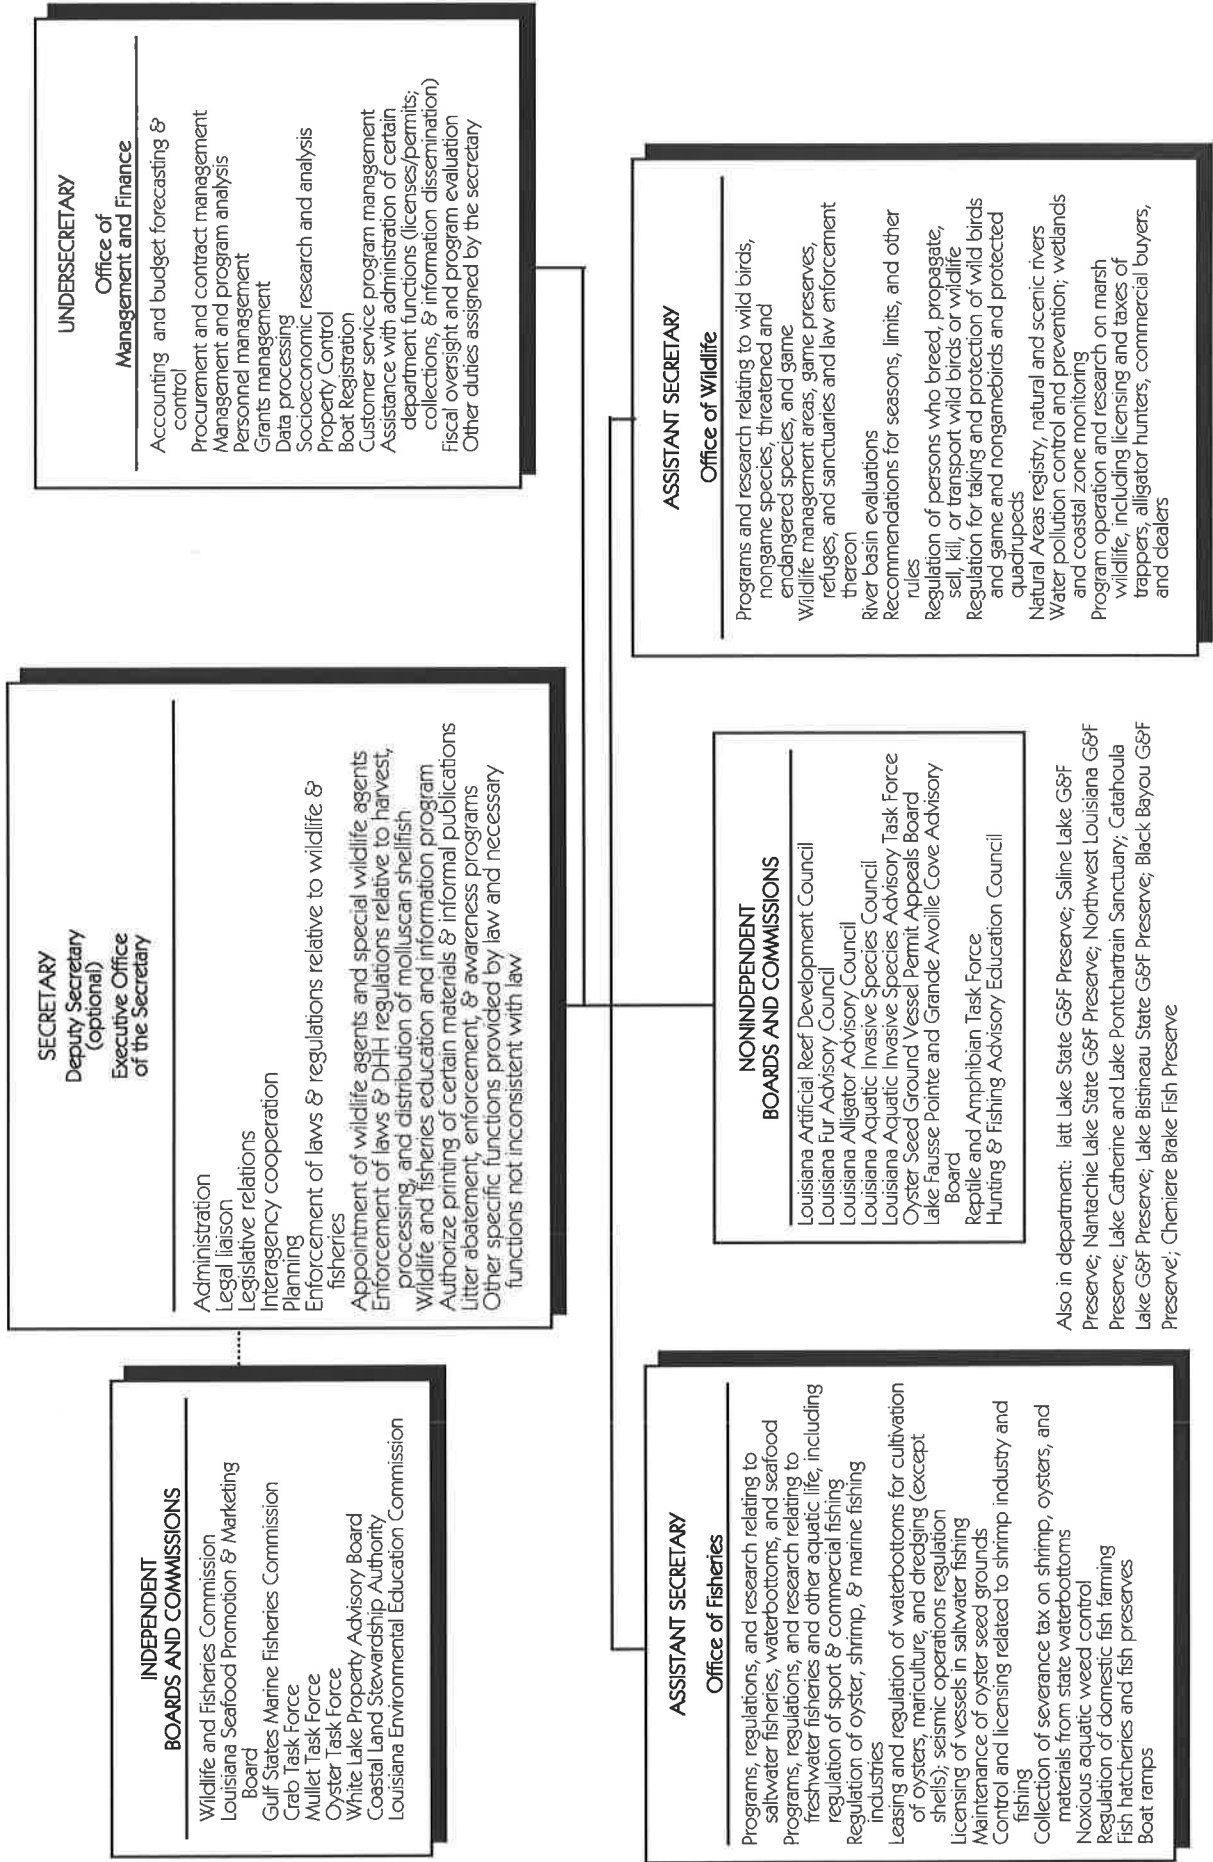 INDEPENDENT
BOARDS AND COMMISSIONS
Wildlife and Fisheries Commission
Louisiana Seafood Promotion & Marketing
Board
Gulf States Marine Fisheries Commission
Crab Task Force
Mullet Task Force
Oyster Task Force
White Lake Property Advisory Board
Coastal Land Stewardship Authority
Louisiana Environmental Education Commission
SECRETARY
Deputy Secretary
(optional)
Executive Office
of the Secretary
Administration
Legal liaison
Legislative relations
Interagency cooperation
Planning
Enforcement of laws & regulations relative to wildlife &
fisheries
Appointment of wildlife agents and special wildlife agents
Enforcement of laws & DHH regulations relative to harvest,
processing, and distribution of molluscan shellfish
Wildlife and fisheries education and information program
Authorize printing of certain materials & informal publications
Litter abatement, enforcement, & awareness programs
Other specific functions provided by law and necessary
functions not inconsistent with law
UNDERSECRETARY
Office of
Management and Finance
Accounting and budget forecasting &
control
Procurement and contract management
Management and program analysis
Personnel management
Grants management
Data processing
Socioeconomic research and analysis
Property Control
Boat Registration
Customer service program management
Assistance with administration of certain
department functions (licenses/permits;
collections, & information dissemination)
Fiscal oversight and program evaluation
Other duties assigned by the secretary
ASSISTANT SECRETARY
Office of Fisheries
Programs, regulations, and research relating to
saltwater fisheries, waterbottoms, and seafood
Programs, regulations, and research relating to
freshwater fisheries and other aquatic life, including
regulation of sport & commercial fishing
Regulation of oyster, shrimp, & marine fishing
industries
Leasing and regulation of waterbottoms for cultivation
of oysters, mariculture, and dredging (except
shells); seismic operations regulation
Licensing of vessels in saltwater fishing
Maintenance of oyster seed grounds
Control and licensing related to shrimp industry and
fishing
Collection of severance tax on shrimp, oysters, and
materials from state waterbottoms
Noxious aquatic weed control
Regulation of domestic fish farming
Fish hatcheries and fish preserves
Boat ramps
NONINDEPENDENT
BOARDS AND COMMISSIONS
Louisiana Artificial Reef Development Council
Louisiana Fur Advisory Council
Louisiana Alligator Advisory Council
Louisiana Aquatic Invasive Species Council
Louisiana Aquatic Invasive Species Advisory Task Force
Oyster Seed Ground Vessel Permit Appeals Board
Lake Fausse Pointe and Grande Avoille Cove Advisory
Board
Reptile and Amphibian Task Force
Hunting & Fishing Advisory Education Council
Also in department: Iatt Lake State G&F Preserve; Saline Lake G&F
Preserve; Nantachie Lake State G&F Preserve; Northwest Louisiana G&F
Preserve; Lake Catherine and Lake Pontchartrain Sanctuary; Catahoula
Lake G&F Preserve; Lake Bistineau State G&F Preserve; Black Bayou G&F
Preserve'; Cheniere Brake Fish Preserve
ASSISTANT SECRETARY
Office of Wildlife
Programs and research relating to wild birds,
nongame species, threatened and
endangered species, and game
Wildlife management areas, game preserves,
refuges, and sanctuaries and law enforcement
thereon
River basin evaluations
Recommendations for seasons, limits, and other
rules
Regulation of persons who breed, propagate,
sell, kill, or transport wild birds or wildlife
Regulation for taking and protection of wild birds
and game and nongamebirds and protected
quadrupeds
Natural Areas registry, natural and scenic rivers
Water pollution control and prevention; wetlands
and coastal zone monitoring
Program operation and research on marsh
wildlife, including licensing and taxes of
trappers, alligator hunters, commercial buyers,
and dealers